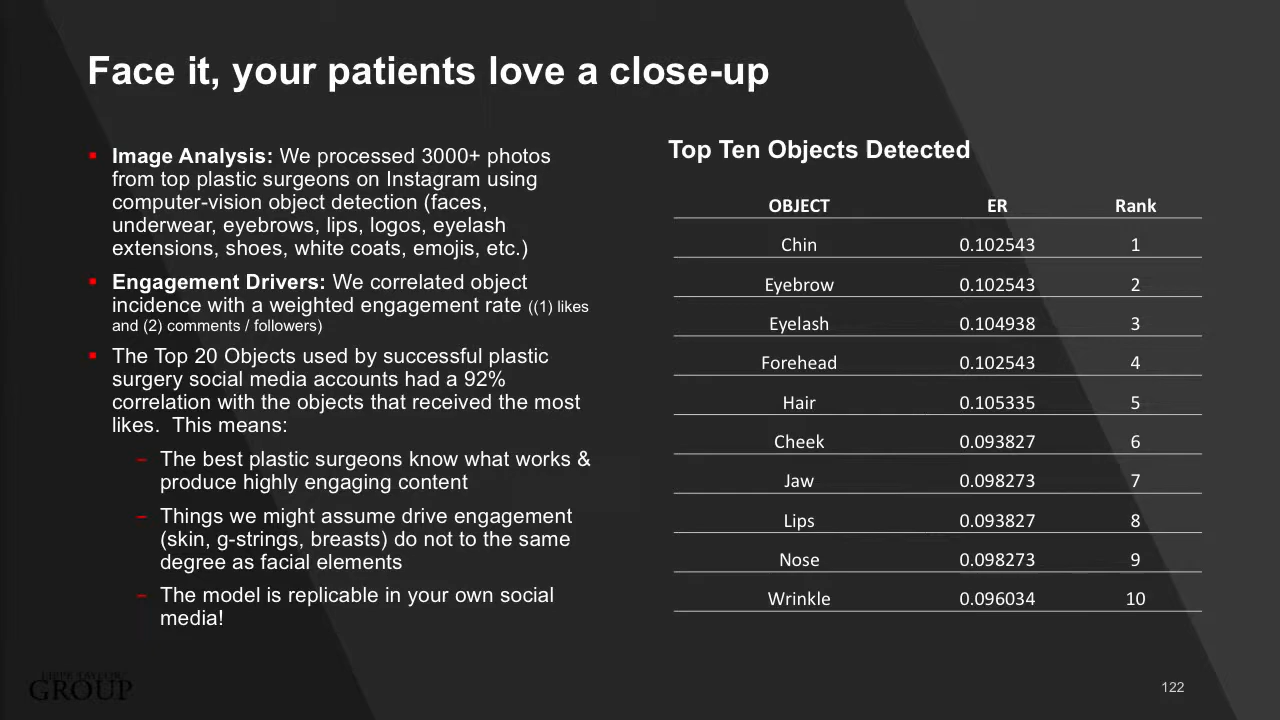 Face it, your patients love a close-up
▪ Image Analysis: We processed 3000+ photos
from top plastic surgeons on Instagram using
computer-vision object detection (faces,
underwear, eyebrows, lips, logos, eyelash
extensions, shoes, white coats, emojis, etc.)
▪ Engagement Drivers: We correlated object
incidence with a weighted engagement rate ((1) likes
and (2) comments / followers)
▪ The Top 20 Objects used by successful plastic
surgery social media accounts had a 92%
correlation with the objects that received the most
likes. This means:
– The best plastic surgeons know what works &
produce highly engaging content
– Things we might assume drive engagement
(skin, g-strings, breasts) do not to the same
degree as facial elements
– The model is replicable in your own social
media!
Top Ten Objects Detected
OBJECT ER Rank
Chin 0.102543 1
Eyebrow 0.102543 2
Eyelash 0.104938 3
Forehead 0.102543 4
Hair 0.105335 5
Cheek 0.093827 6
Jaw 0.098273 7
Lips 0.093827 8
Nose 0.098273 9
Wrinkle 0.096034 10
GROUP
122